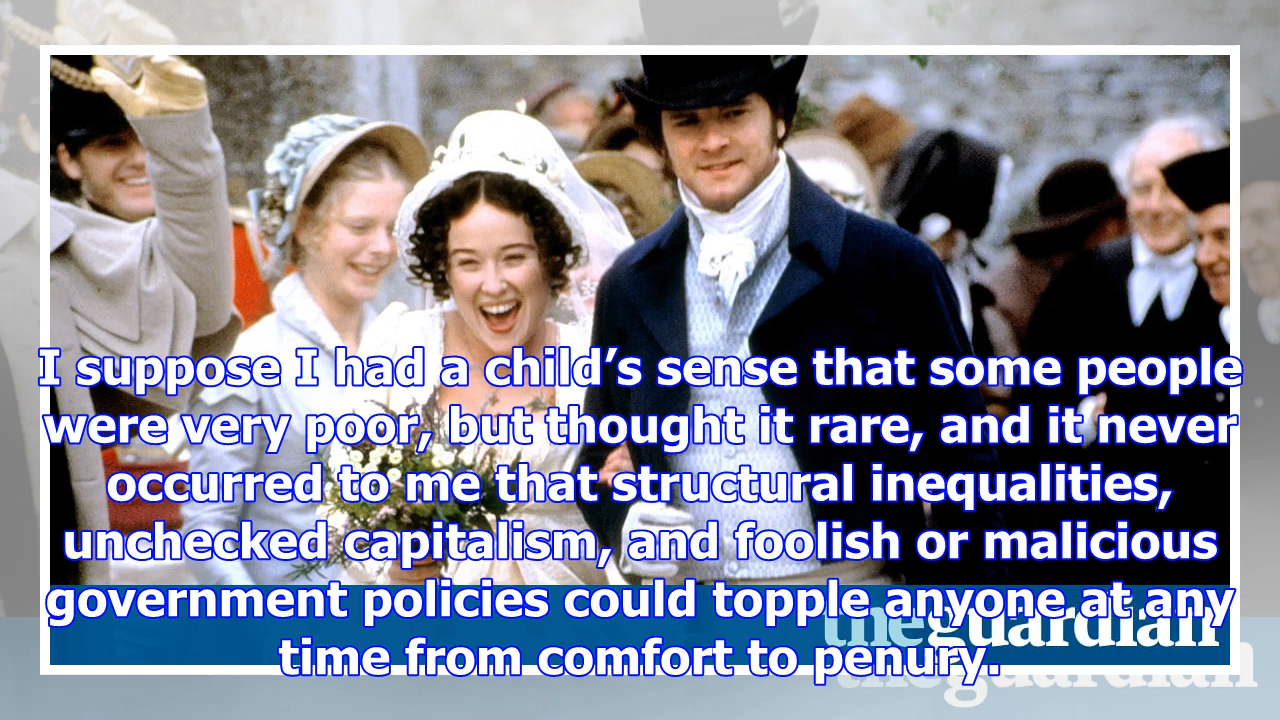 I suppose I had a child’s sense that some people
were very poor, but thought it rare, and it never
occurred to me that structural inequalities,
unchecked capitalism, and foolish or malicious
government policies could topple anyone at any
time from comfort to penury.
theguardian
theguardian